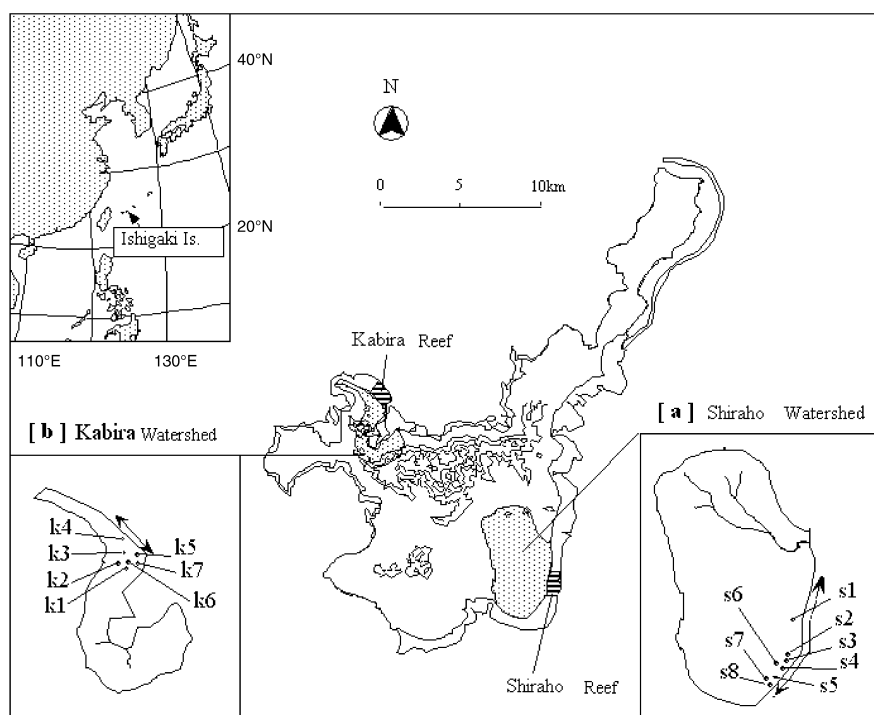 40°N
N
0 5 10km
20°N
Ishigaki Is.
110°E 130°E
Kabira Reef
[ b ] Kabira Watershed
[ a ] Shiraho Watershed
k4
k3
k2
k1
k5
k7
k6
s1
s2
s3
s4
s5
s6
s7
s8
Shiraho Reef